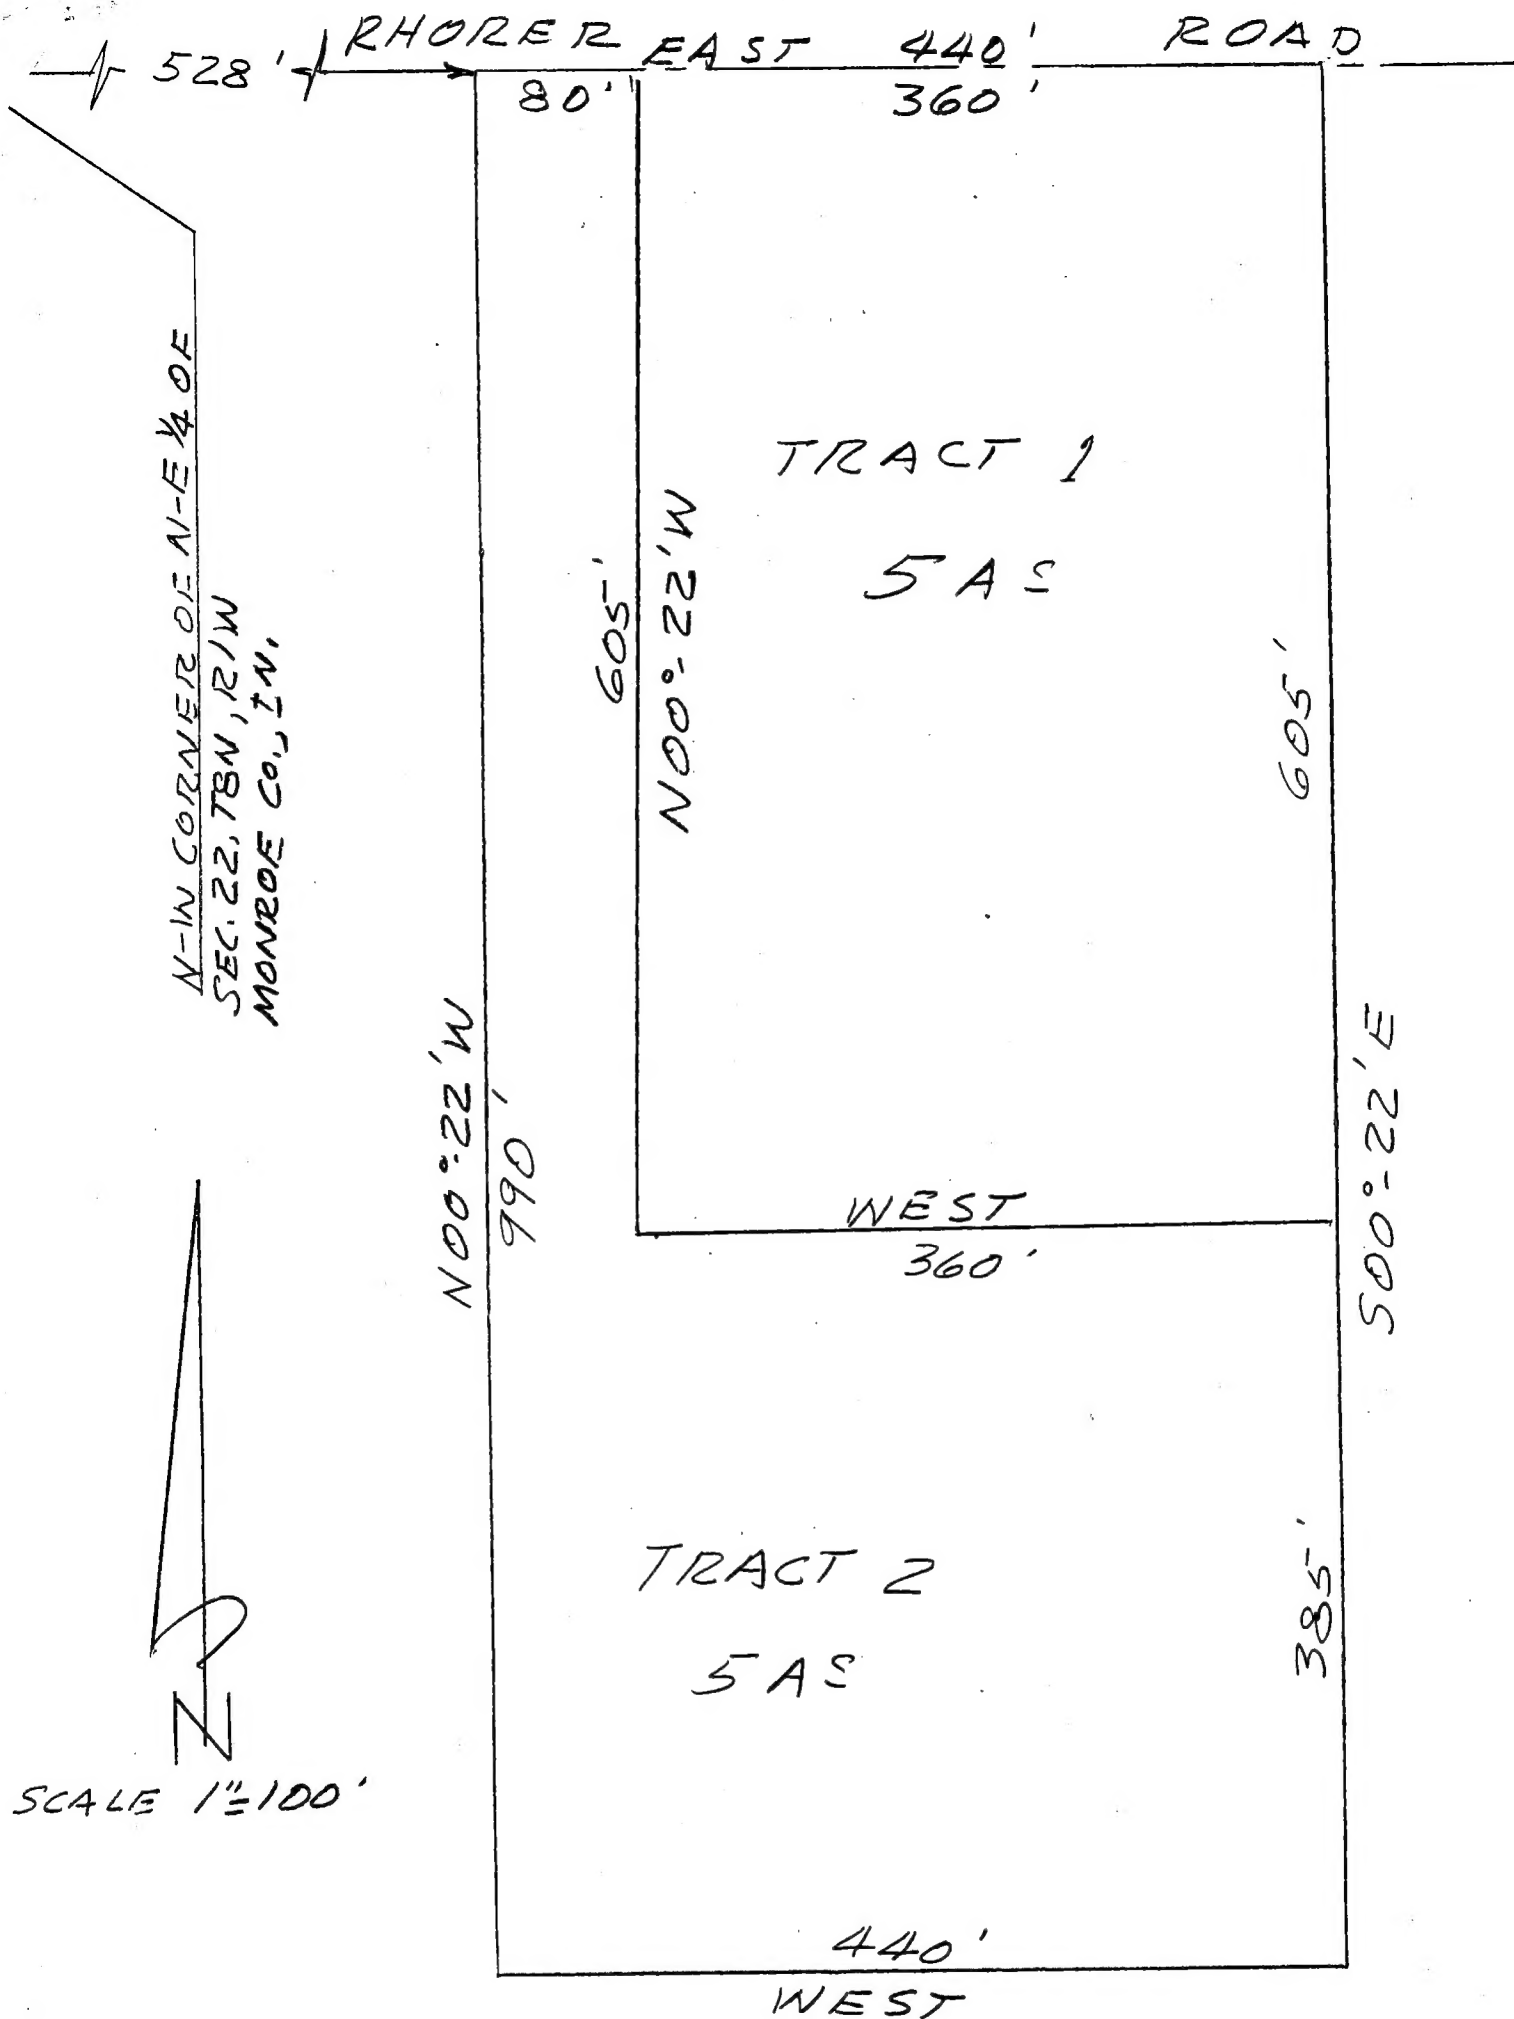 528' RHORER EAST 440' ROAD
80' 360'
N-W CORNER OF N-E 1/4 OF
SEC. 22, T8N, R1W
MONROE CO., IN.
TRACT 1
5 AS
605'
N00°-22'W
605'
N00°-22'W
990'
WEST
360'
S00°-22'E
TRACT 2
5 AS
385'
N
SCALE 1"=100'
440'
WEST